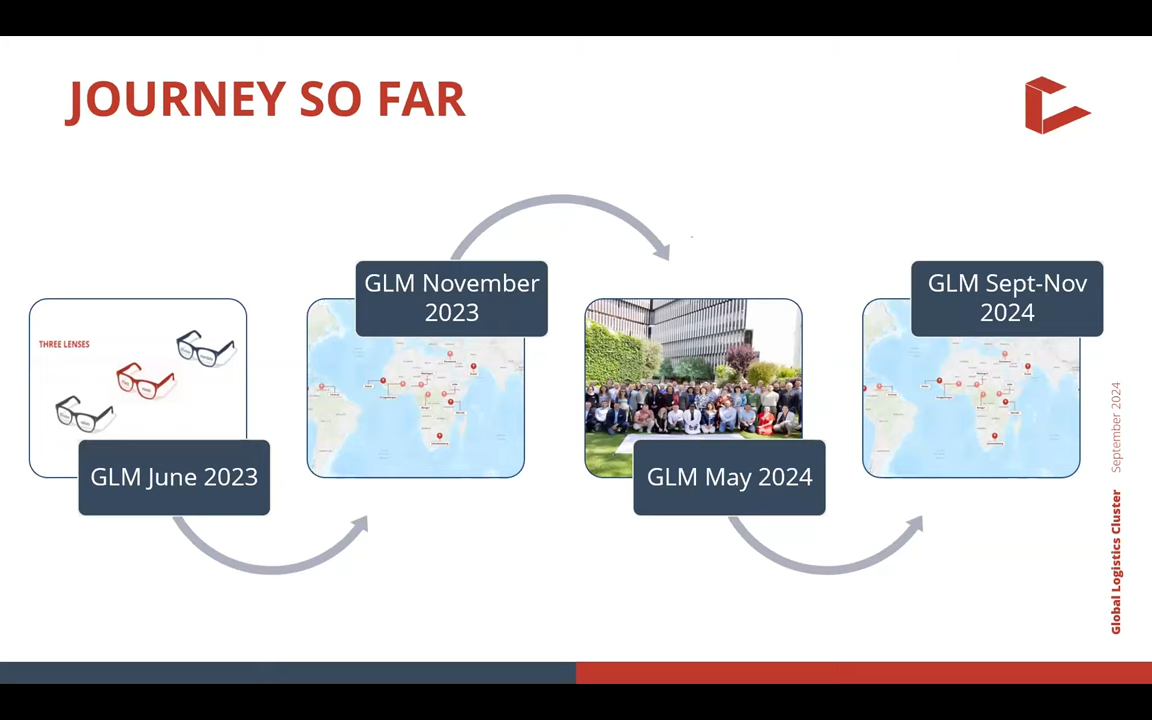 JOURNEY SO FAR
THREE LENSES
GLM June 2023
GLM November
2023
GLM May 2024
GLM Sept-Nov
2024
Global Logistics Cluster September 2024